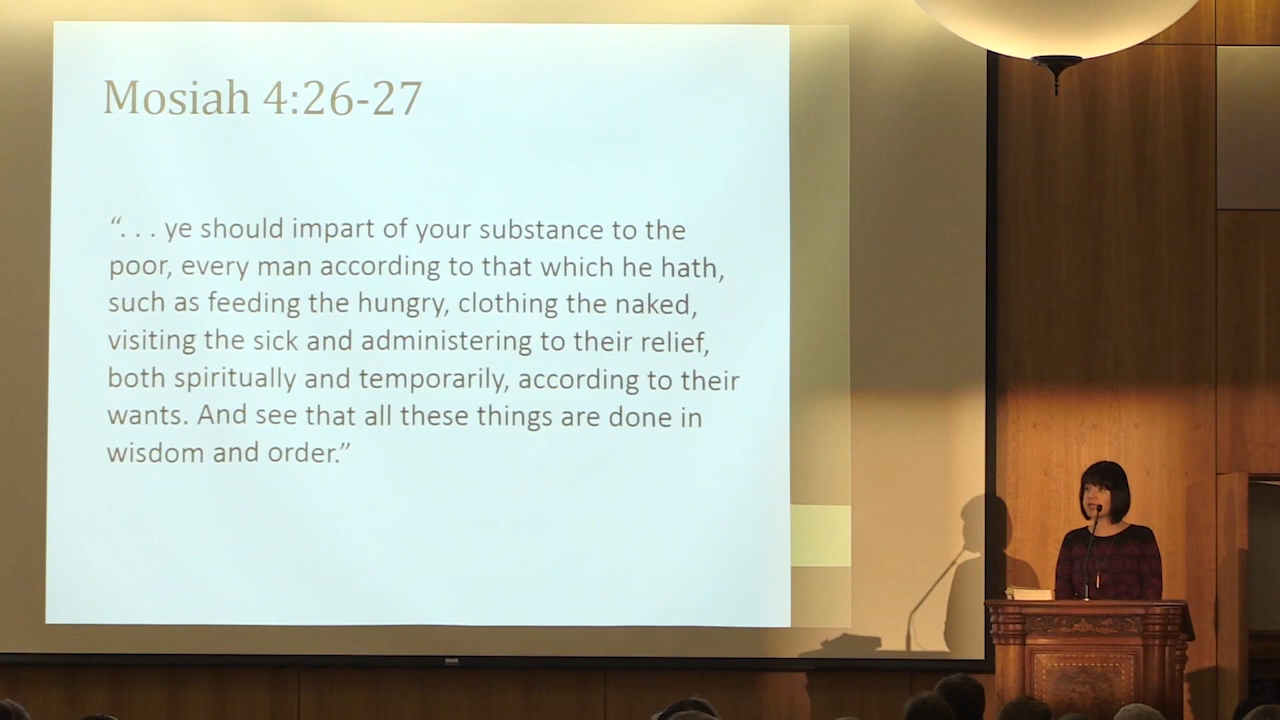 Mosiah 4:26-27
“. . . ye should impart of your substance to the
poor, every man according to that which he hath,
such as feeding the hungry, clothing the naked,
visiting the sick and administering to their relief,
both spiritually and temporarily, according to their
wants. And see that all these things are done in
wisdom and order.”